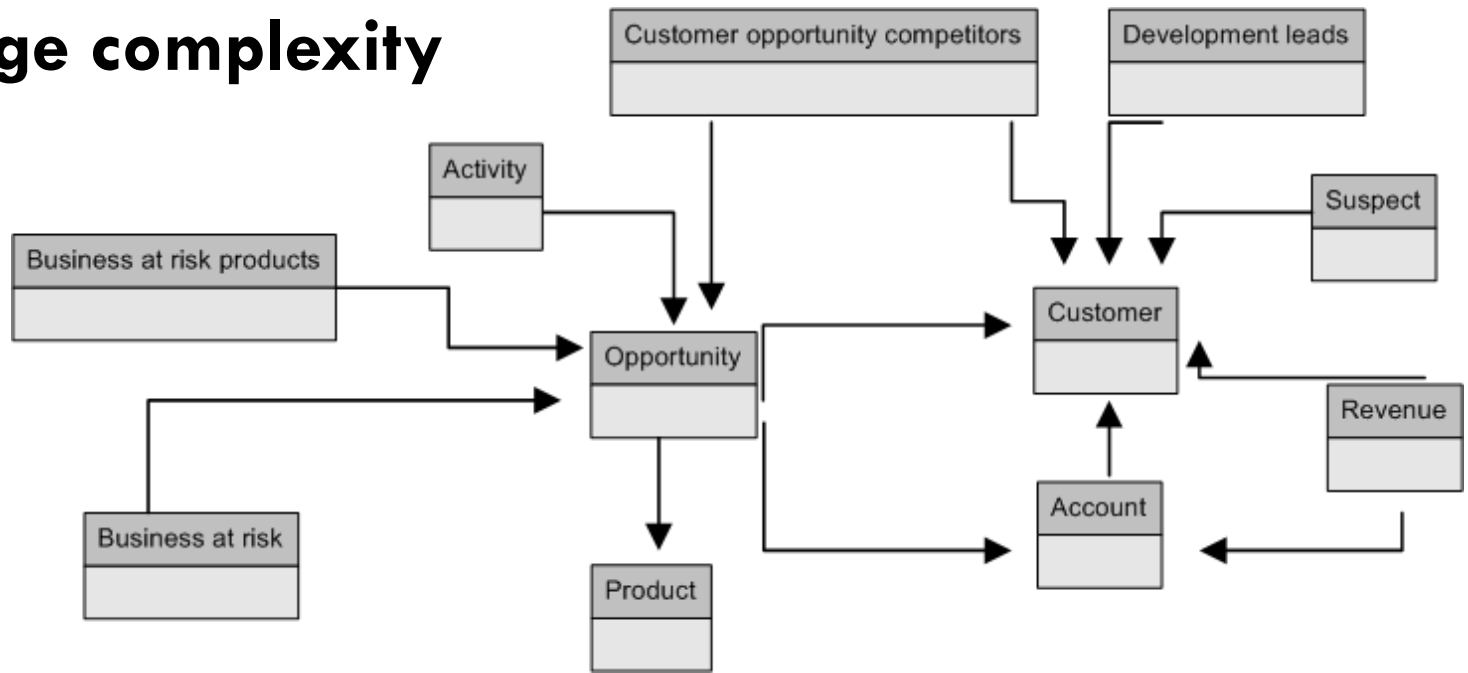 ge complexity
Customer opportunity competitors
Development leads
Activity
Suspect
Business at risk products
Customer
Opportunity
Revenue
Account
Business at risk
Product